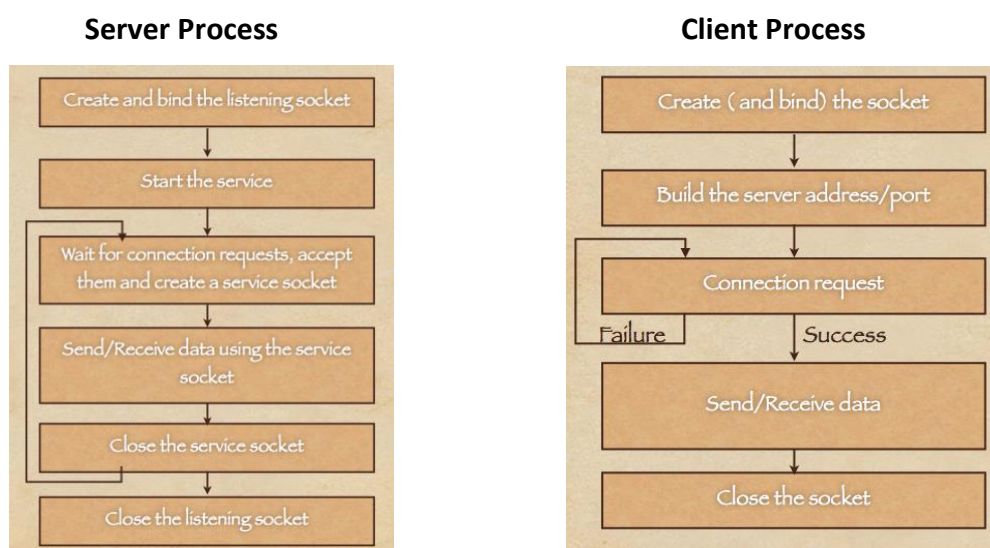 Server Process
Create and bind the listening socket
Start the service
Wait for connection requests, accept
them and create a service socket
Send/Receive data using the service
socket
Close the service socket
Close the listening socket
Client Process
Create ( and bind) the socket
Build the server address/port
Connection request
Failure
Success
Send/Receive data
Close the socket